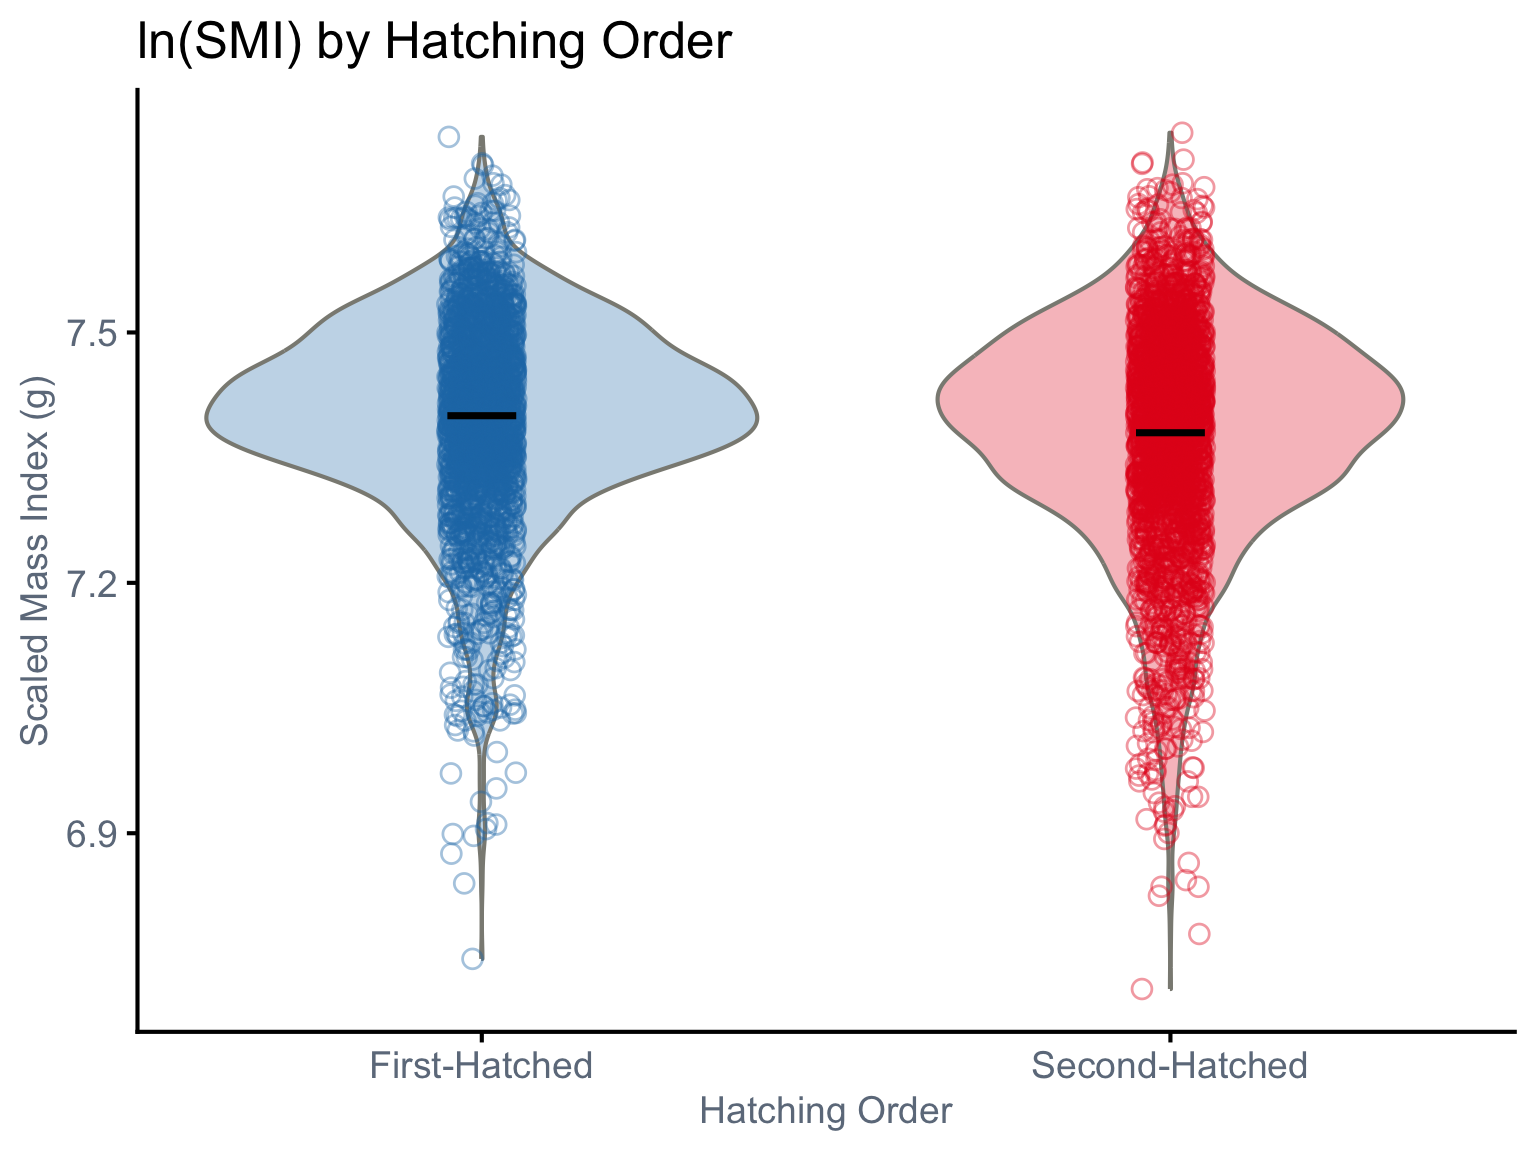 ln(SMI) by Hatching Order
Scaled Mass Index (g)
7.5
7.2
6.9
First-Hatched
Second-Hatched
Hatching Order